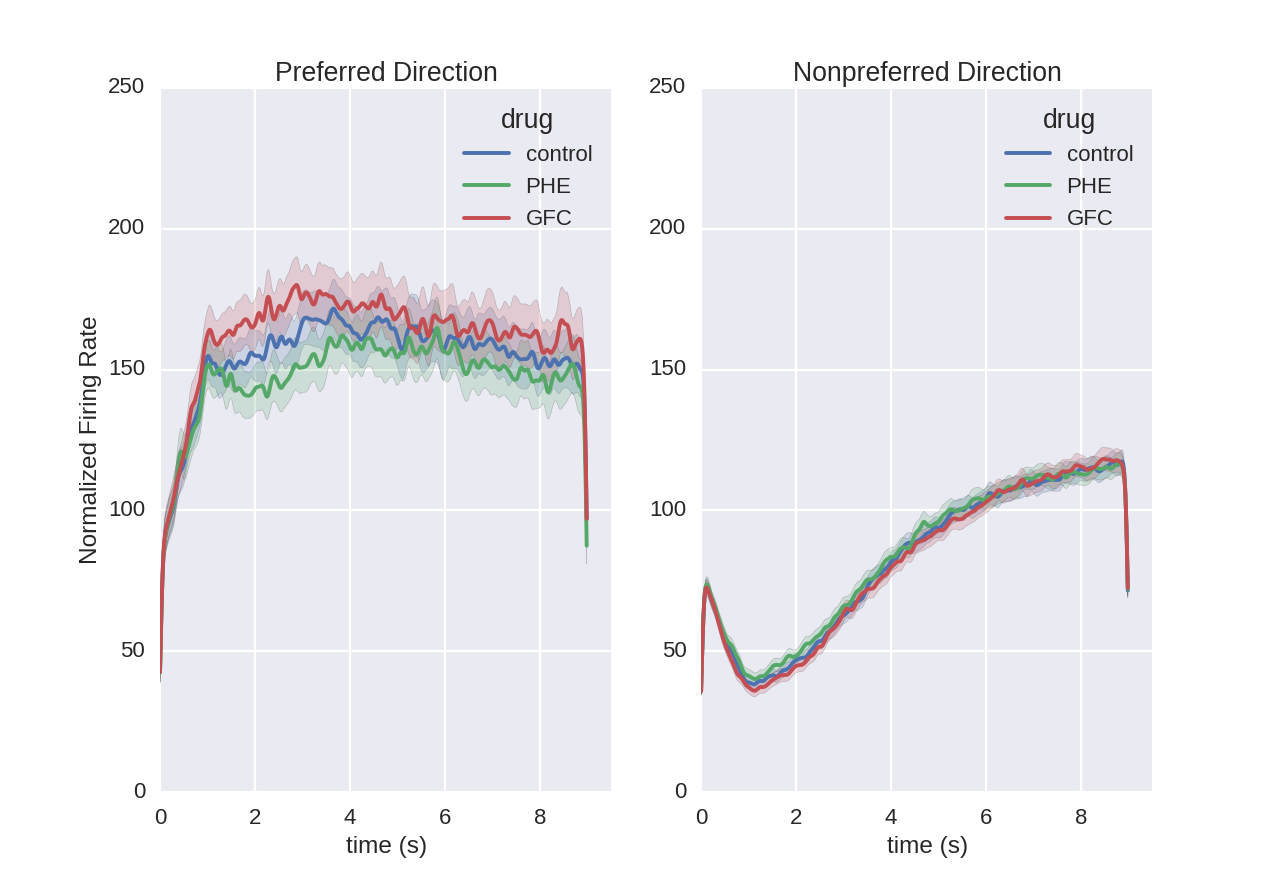 Preferred Direction
250
200
150
100
50
0
0 2 4 6 8
time (s)
Normalized Firing Rate
drug
control
PHE
GFC
Nonpreferred Direction
250
200
150
100
50
0
0 2 4 6 8
time (s)
drug
control
PHE
GFC